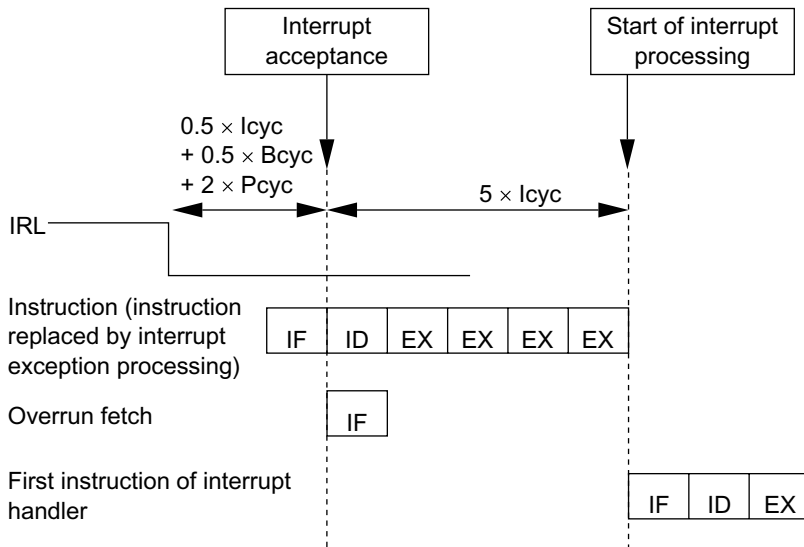 Interrupt
acceptance
Start of interrupt
processing
0.5 × Icyc
+ 0.5 × Bcyc
+ 2 × Pcyc
5 × Icyc
IRL
Instruction (instruction
replaced by interrupt
exception processing)
IF ID EX EX EX EX
Overrun fetch
IF
First instruction of interrupt
handler
IF ID EX